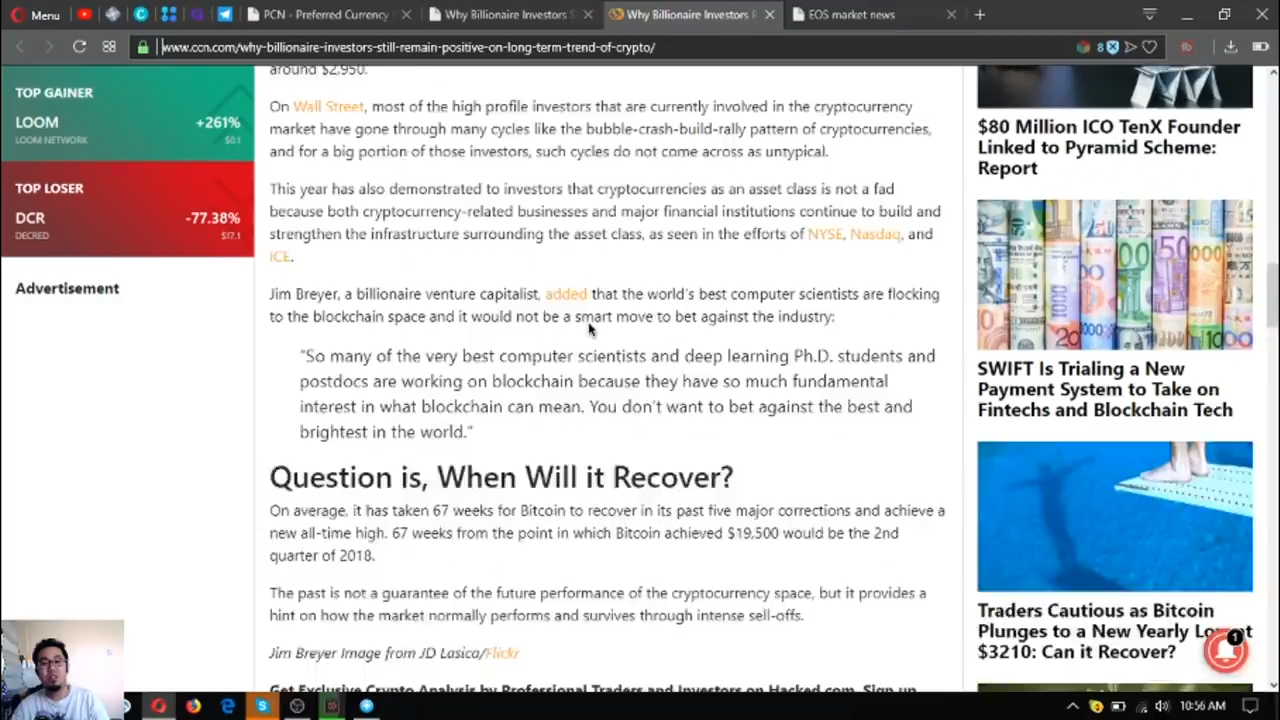 Menu
PCN - Preferred Currency
Why Billionaire Investors S
Why Billionaire Investors
EOS market news
www.ccn.com/why-billionaire-investors-still-remain-positive-on-long-term-trend-of-crypto/
8
around $2,950.
TOP GAINER
LOOM
+261%
LOOM NETWORK
$0.1
TOP LOSER
DCR
-77.38%
DECRED
$17.1
Advertisement
On Wall Street, most of the high profile investors that are currently involved in the cryptocurrency
market have gone through many cycles like the bubble-crash-build-rally pattern of cryptocurrencies,
and for a big portion of those investors, such cycles do not come across as untypical.
This year has also demonstrated to investors that cryptocurrencies as an asset class is not a fad
because both cryptocurrency-related businesses and major financial institutions continue to build and
strengthen the infrastructure surrounding the asset class, as seen in the efforts of NYSE, Nasdaq, and
ICE.
Jim Breyer, a billionaire venture capitalist, added that the world's best computer scientists are flocking
to the blockchain space and it would not be a smart move to bet against the industry:
"So many of the very best computer scientists and deep learning Ph.D. students and
postdocs are working on blockchain because they have so much fundamental
interest in what blockchain can mean. You don't want to bet against the best and
brightest in the world."
Question is, When Will it Recover?
On average, it has taken 67 weeks for Bitcoin to recover in its past five major corrections and achieve a
new all-time high. 67 weeks from the point in which Bitcoin achieved $19,500 would be the 2nd
quarter of 2018.
The past is not a guarantee of the future performance of the cryptocurrency space, but it provides a
hint on how the market normally performs and survives through intense sell-offs.
Jim Breyer Image from JD Lasica/Flickr
Get Exclusive Crypto Analysis by Professional Traders and Investors on Hacked.com. Sign up
$80 Million ICO TenX Founder
Linked to Pyramid Scheme:
Report
SWIFT Is Trialing a New
Payment System to Take on
Fintechs and Blockchain Tech
Traders Cautious as Bitcoin
Plunges to a New Yearly
$3210: Can it Recover?
1
10:56 AM